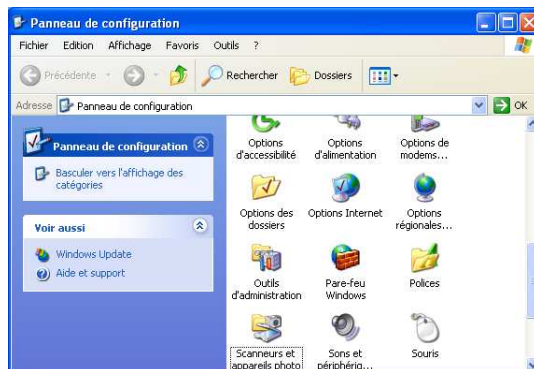 Panneau de configuration
Fichier Edition Affichage Favoris Outils ?
Précédente Rechercher Dossiers
Adresse Panneau de configuration OK
Panneau de configuration
Basculer vers l'affichage des
catégories
Voir aussi
Windows Update
Aide et support
Options
d'accessibilité
Options
d'alimentation
Options de
modems...
Options des
dossiers
Options Internet
Options
régionales...
Outils
d'administration
Pare-feu
Windows
Polices
Scanneurs et
appareils photo
Sons et
périphériq...
Souris